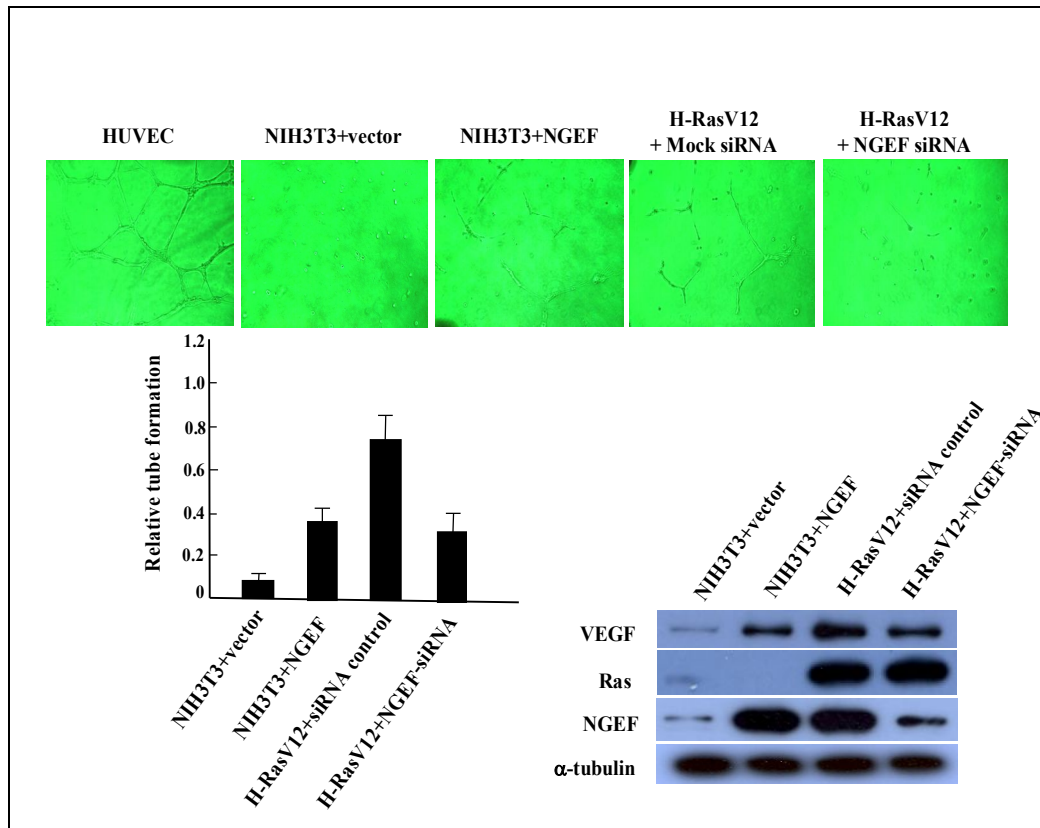 HUVEC
NIH3T3+vector
NIH3T3+NGEF
H-RasV12
+ Mock siRNA
H-RasV12
+ NGEF siRNA
Relative tube formation
1.2
1.0
0.8
0.6
0.4
0.2
0
NIH3T3+vector
NIH3T3+NGEF
H-RasV12+siRNA control
H-RasV12+NGEF-siRNA
NIH3T3+vector
NIH3T3+NGEF
H-RasV12+siRNA control
H-RasV12+NGEF-siRNA
VEGF
Ras
NGEF
α-tubulin